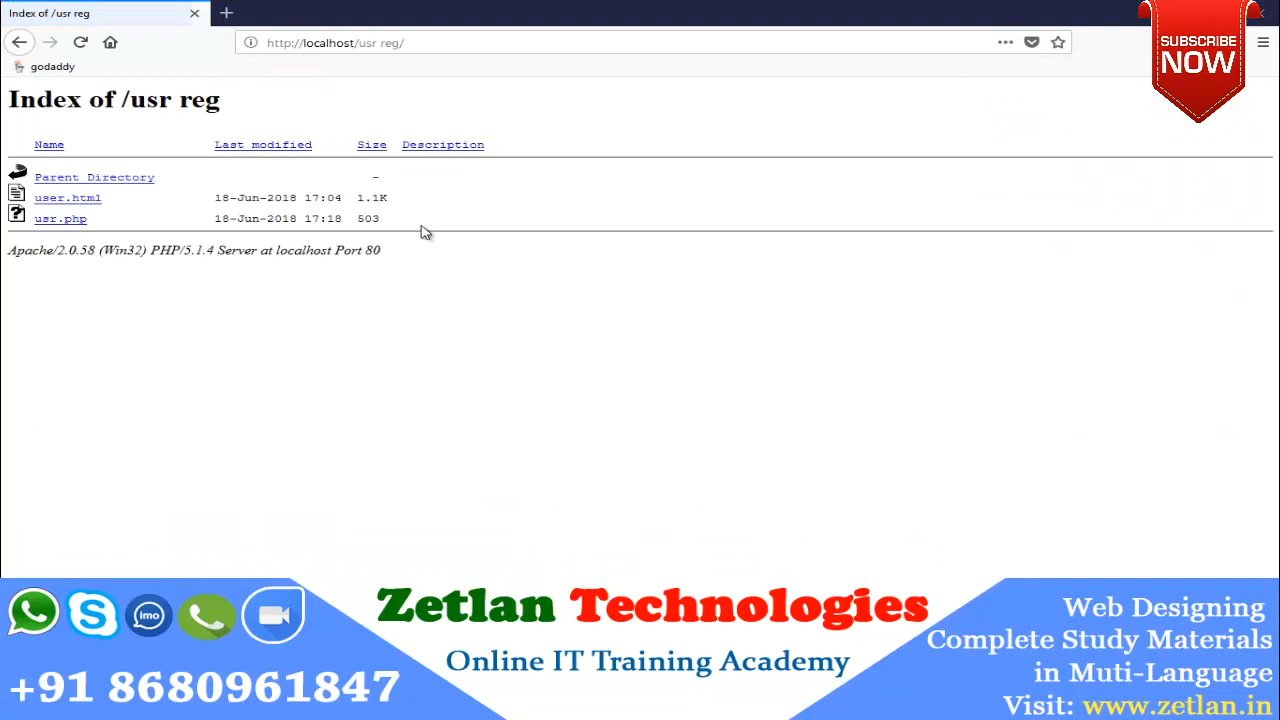 Index of /usr reg
http://localhost/usr reg/
SUBSCRIBE
NOW
godaddy
Index of /usr reg
Name Last modified Size Description
Parent Directory -
user.html 18-Jun-2018 17:04 1.1K
usr.php 18-Jun-2018 17:18 503
Apache/2.0.58 (Win32) PHP/5.1.4 Server at localhost Port 80
imo
+91 8680961847
Zetlan Technologies
Online IT Training Academy
Web Designing
Complete Study Materials
in Muti-Language
Visit: www.zetlan.in